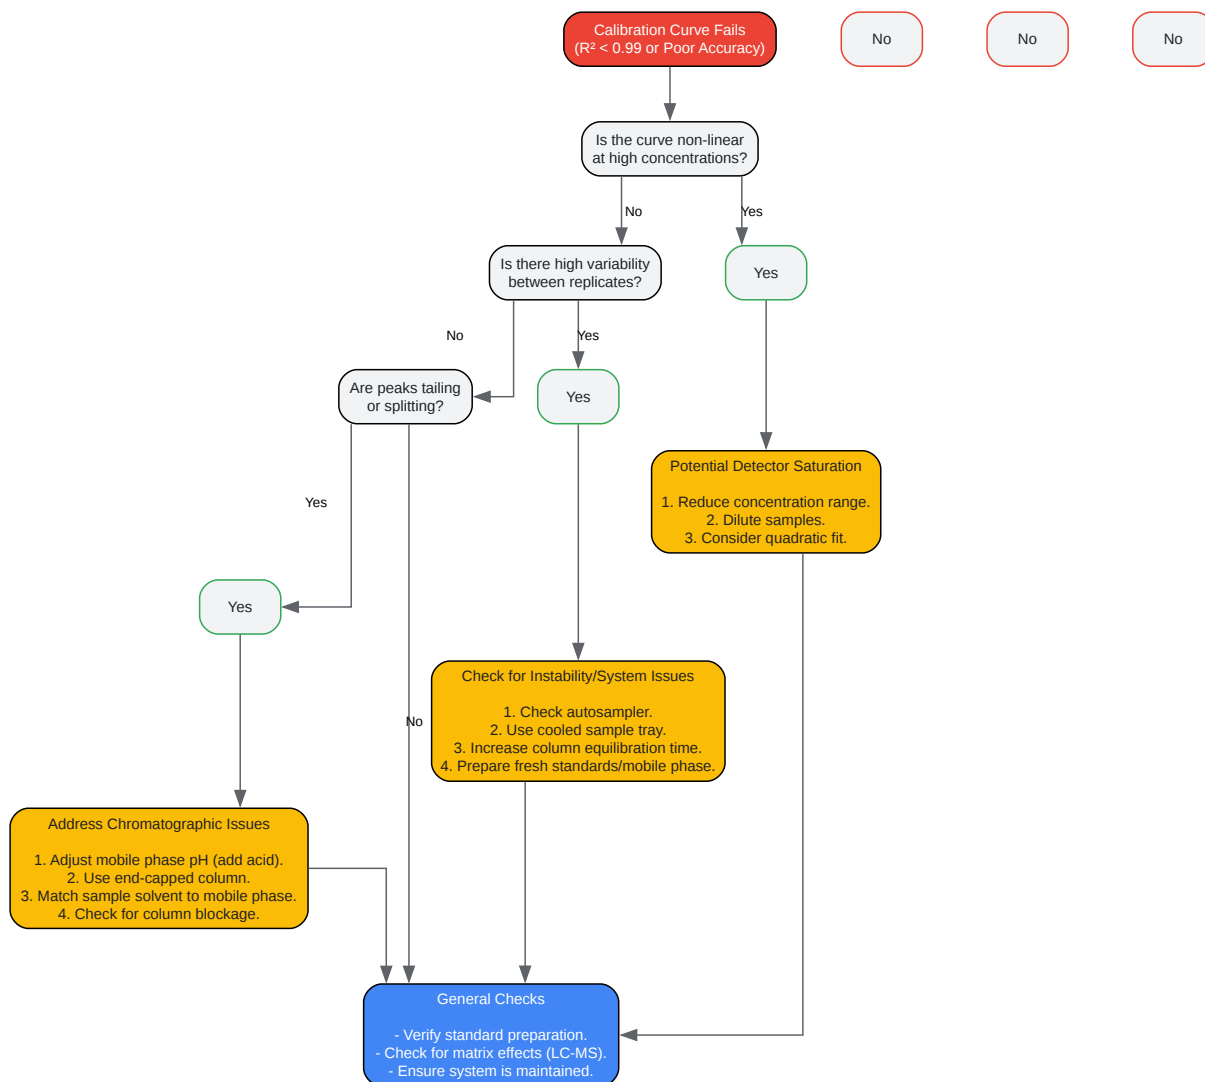 Calibration Curve Fails
(R² < 0.99 or Poor Accuracy)
No
No
No
Is the curve non-linear
at high concentrations?
No
Yes
Is there high variability
between replicates?
Yes
No
Yes
Are peaks tailing
or splitting?
Yes
Potential Detector Saturation
1. Reduce concentration range.
2. Dilute samples.
3. Consider quadratic fit.
Yes
Yes
Check for Instability/System Issues
1. Check autosampler.
2. Use cooled sample tray.
3. Increase column equilibration time.
4. Prepare fresh standards/mobile phase.
No
Address Chromatographic Issues
1. Adjust mobile phase pH (add acid).
2. Use end-capped column.
3. Match sample solvent to mobile phase.
4. Check for column blockage.
General Checks
- Verify standard preparation.
- Check for matrix effects (LC-MS).
- Ensure system is maintained.